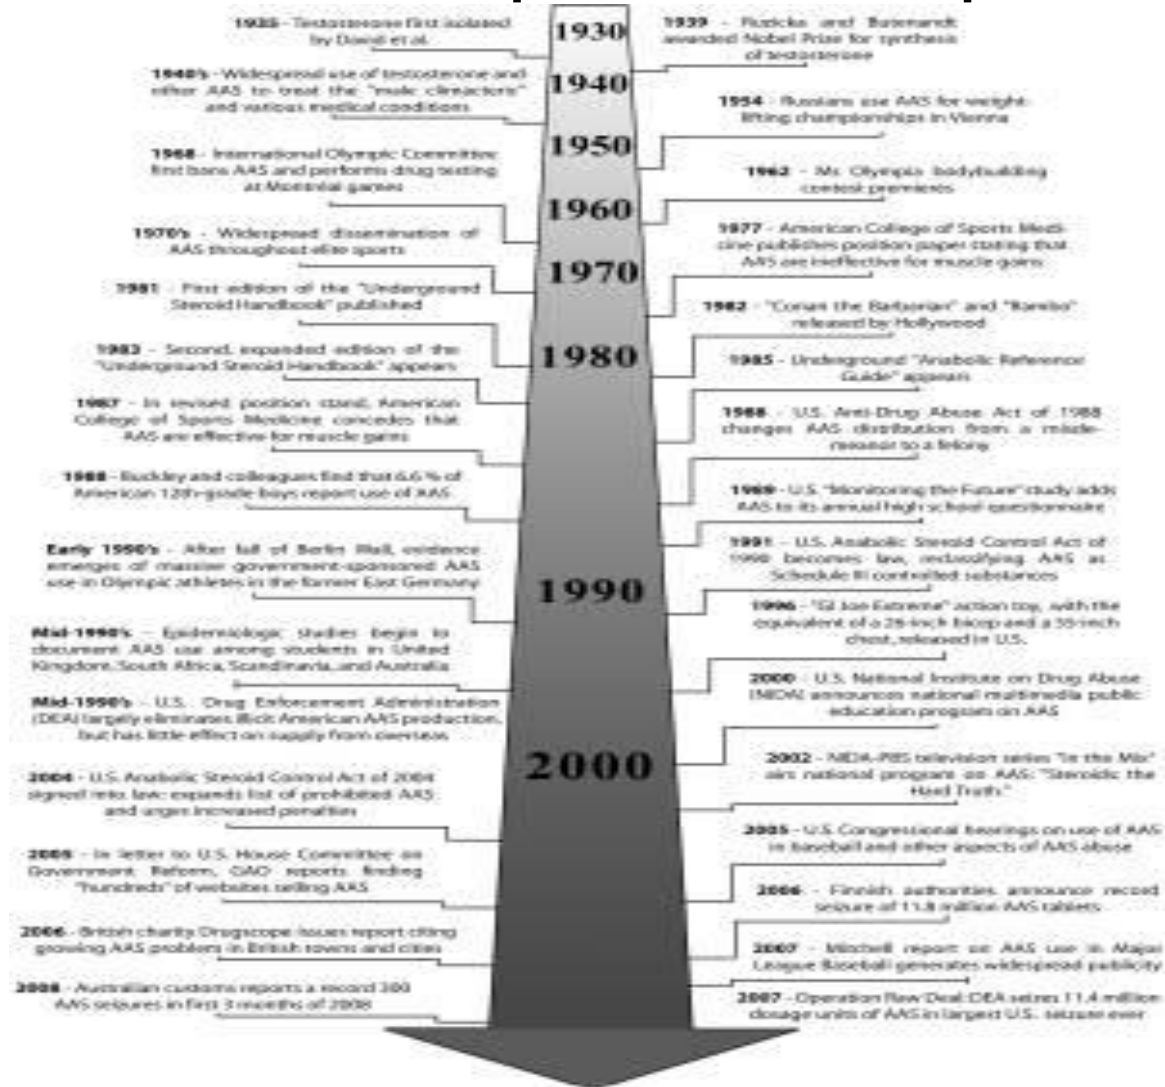 1935 - Testosterone first isolated
by David et al.
1940's - Widespread use of testosterone and
other AAS to treat the "male climacteric"
and various medical conditions
1968 - International Olympic Committee
first bans AAS and performs drug testing
at Montréal games
1970's - Widespread dissemination of
AAS throughout elite sports
1981 - First edition of the "Underground
Steroid Handbook" published
1983 - Second, expanded edition of the
"Underground Steroid Handbook" appears
1987 - In revised position stand, American
College of Sports Medicine concedes that
AAS are effective for muscle gains
1988 - Buckley and colleagues find that 6.6 % of
American 12th-grade boys report use of AAS
Early 1990's - After fall of Berlin Wall, evidence
emerges of massive government-sponsored AAS
use in Olympic athletes in the former East Germany
Mid-1990's - Epidemiologic studies begin to
document AAS use among students in United
Kingdom, South Africa, Scandinavia, and Australia
Mid-1990's - U.S. Drug Enforcement Administration
(DEA) largely eliminates illicit American AAS production,
but has little effect on supply from overseas
2004 - U.S. Anabolic Steroid Control Act of 2004
signed into law: expands list of prohibited AAS
and urges increased penalties
2005 - In letter to U.S. House Committee on
Government Reform, GAO reports finding
"hundreds" of websites selling AAS
2006 - British charity Drugscope issues report citing
growing AAS problem in British towns and cities
2008 - Australian customs reports a record 300
AAS seizures in first 3 months of 2008
1930
1940
1950
1960
1970
1980
1990
2000
1939 - Ruzicka and Butenandt
awarded Nobel Prize for synthesis
of testosterone
1954 - Russians use AAS for weight-
lifting championships in Vienna
1962 - Mr. Olympia bodybuilding
contest premieres
1977 - American College of Sports Medi-
cine publishes position paper stating that
AAS are ineffective for muscle gains
1982 - "Conan the Barbarian" and "Rambo"
released by Hollywood
1985 - Underground "Anabolic Reference
Guide" appears
1988 - U.S. Anti-Drug Abuse Act of 1988
changes AAS distribution from a misde-
meanor to a felony
1989 - U.S. "Monitoring the Future" study adds
AAS to its annual high school questionnaire
1991 - U.S. Anabolic Steroid Control Act of
1990 becomes law, reclassifying AAS as
Schedule III controlled substances
1996 - "GI Joe Extreme" action toy, with the
equivalent of a 26-inch bicep and a 55-inch
chest, released in U.S.
2000 - U.S. National Institute on Drug Abuse
(NIDA) announces national multimedia public
education program on AAS
2002 - NIDA-PBS television series "In the Mix"
airs national program on AAS: "Steroids: the
Hard Truth."
2005 - U.S. Congressional hearings on use of AAS
in baseball and other aspects of AAS abuse
2006 - Finnish authorities announce record
seizure of 11.8 million AAS tablets
2007 - Mitchell report on AAS use in Major
League Baseball generates widespread publicity
2007 - Operation Raw Deal: DEA seizes 11.4 million
dosage units of AAS in largest U.S. seizure ever